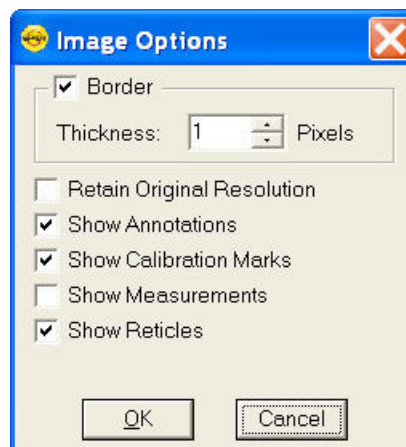 Image Options
Border
Thickness: 1 Pixels
Retain Original Resolution
Show Annotations
Show Calibration Marks
Show Measurements
Show Reticles
OK Cancel